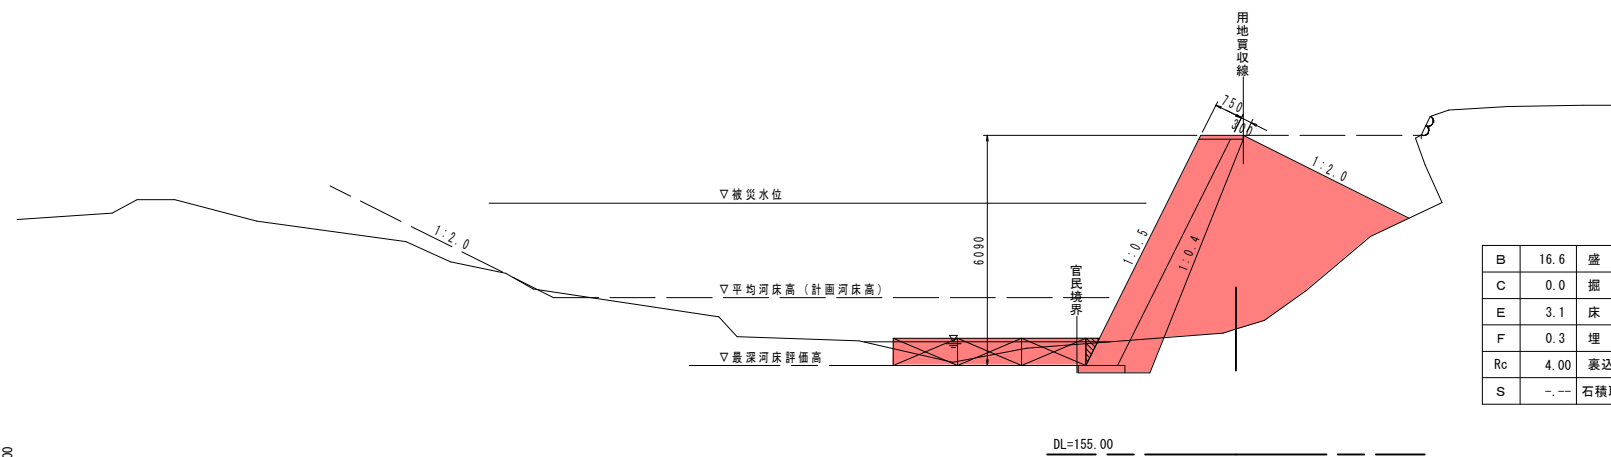 用地買収線
750
300
1:2.0
▽被災水位
1:2.0
1:0.5
1:0.4
6090
官民境界
▽平均河床高（計画河床高）
▽最深河床評価高
B 16.6 盛
C 0.0 掘
E 3.1 床
F 0.3 埋
Rc 4.00 裏込
S -.-- 石積
DL=155.00
00